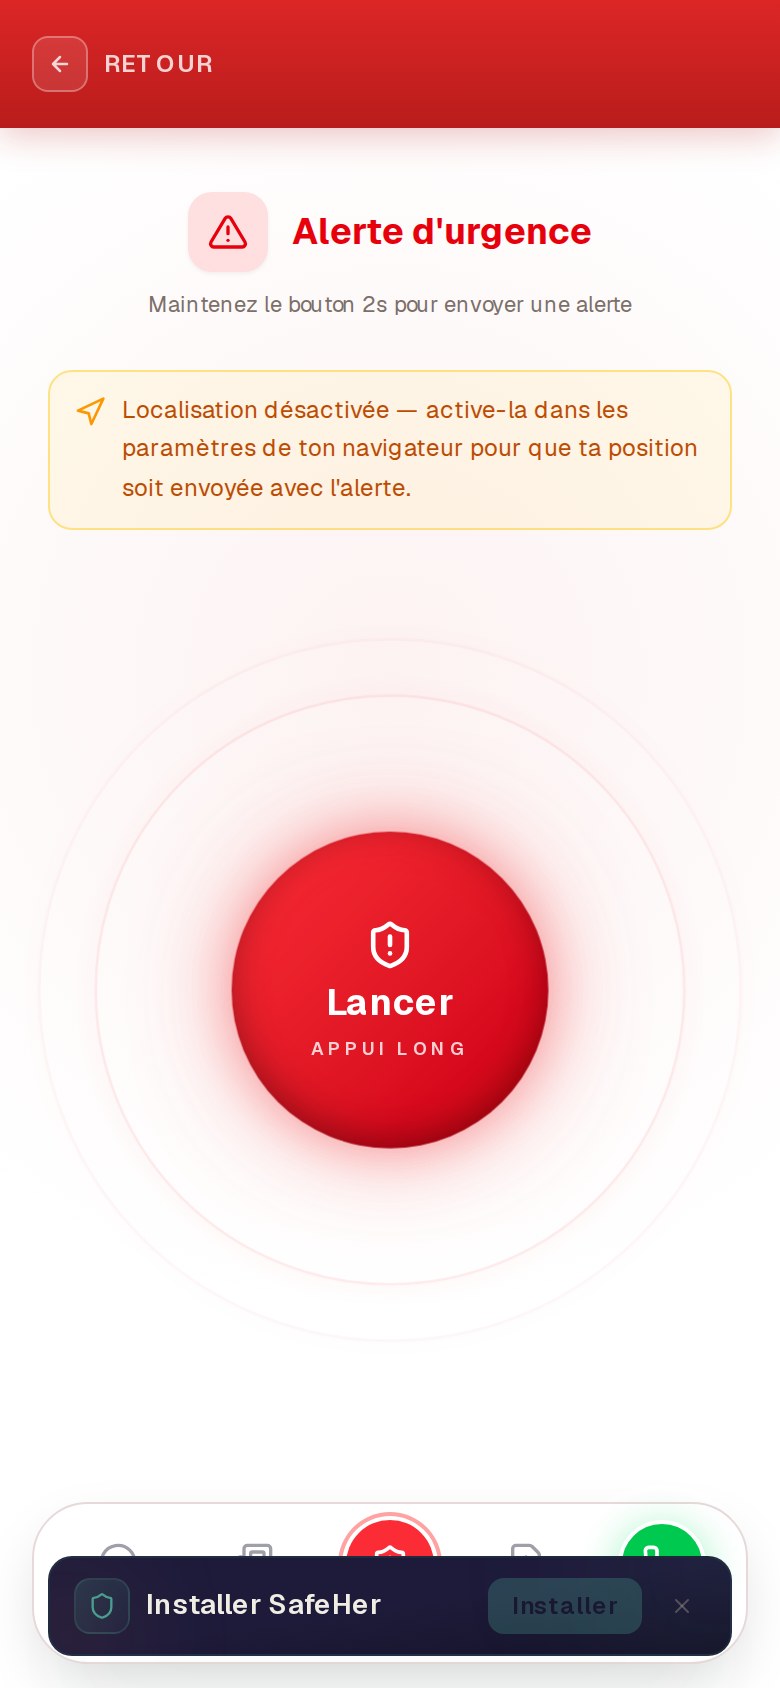 RETOUR
Alerte d'urgence
Maintenez le bouton 2s pour envoyer une alerte
Localisation désactivée — active-la dans les
paramètres de ton navigateur pour que ta position
soit envoyée avec l'alerte.
Lancer
APPUI LONG
Installer SafeHer
Installer